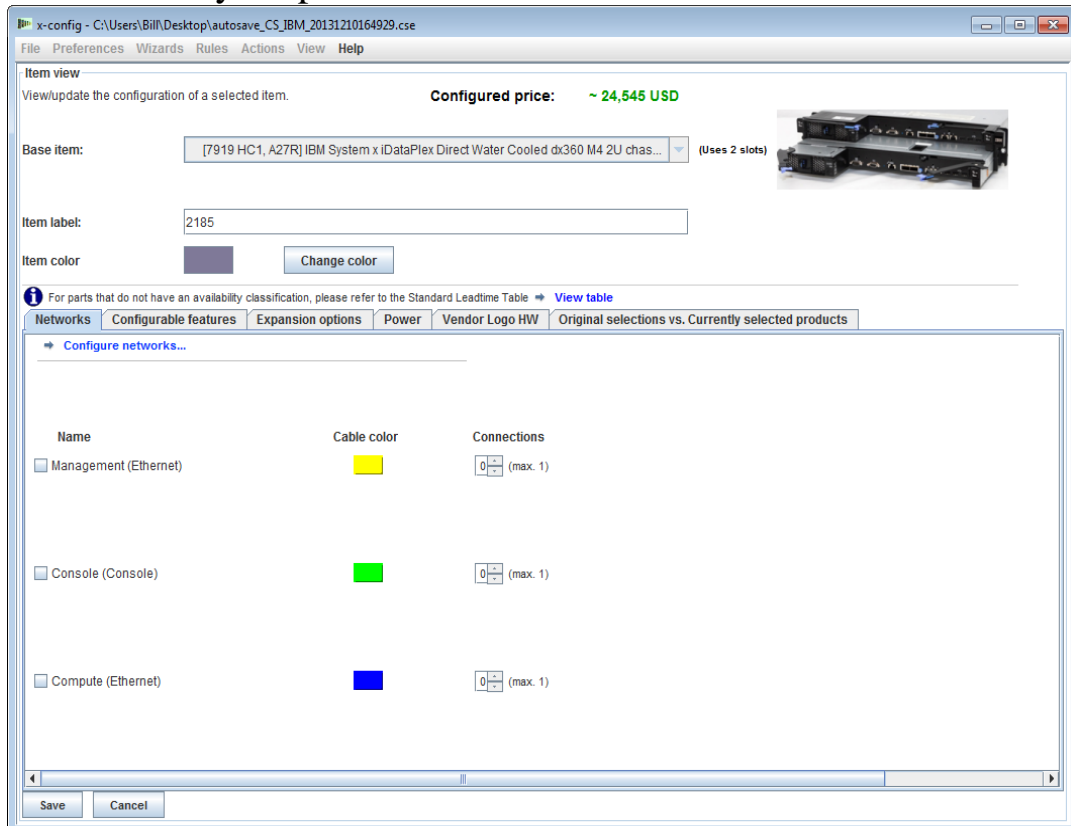 x-config - C:\Users\Bill\Desktop\autosave_CS_IBM_20131210164929.cse
File Preferences Wizards Rules Actions View Help
Item view
View/update the configuration of a selected item. Configured price: ~ 24,545 USD
Base item: [7919 HC1, A27R] IBM System x iDataPlex Direct Water Cooled dx360 M4 2U chas... (Uses 2 slots)
Item label: 2185
Item color Change color
For parts that do not have an availability classification, please refer to the Standard Leadtime Table View table
Networks Configurable features Expansion options Power Vendor Logo HW Original selections vs. Currently selected products
Configure networks...
Name Cable color Connections
Management (Ethernet) 0 (max. 1)
Console (Console) 0 (max. 1)
Compute (Ethernet) 0 (max. 1)
Save Cancel